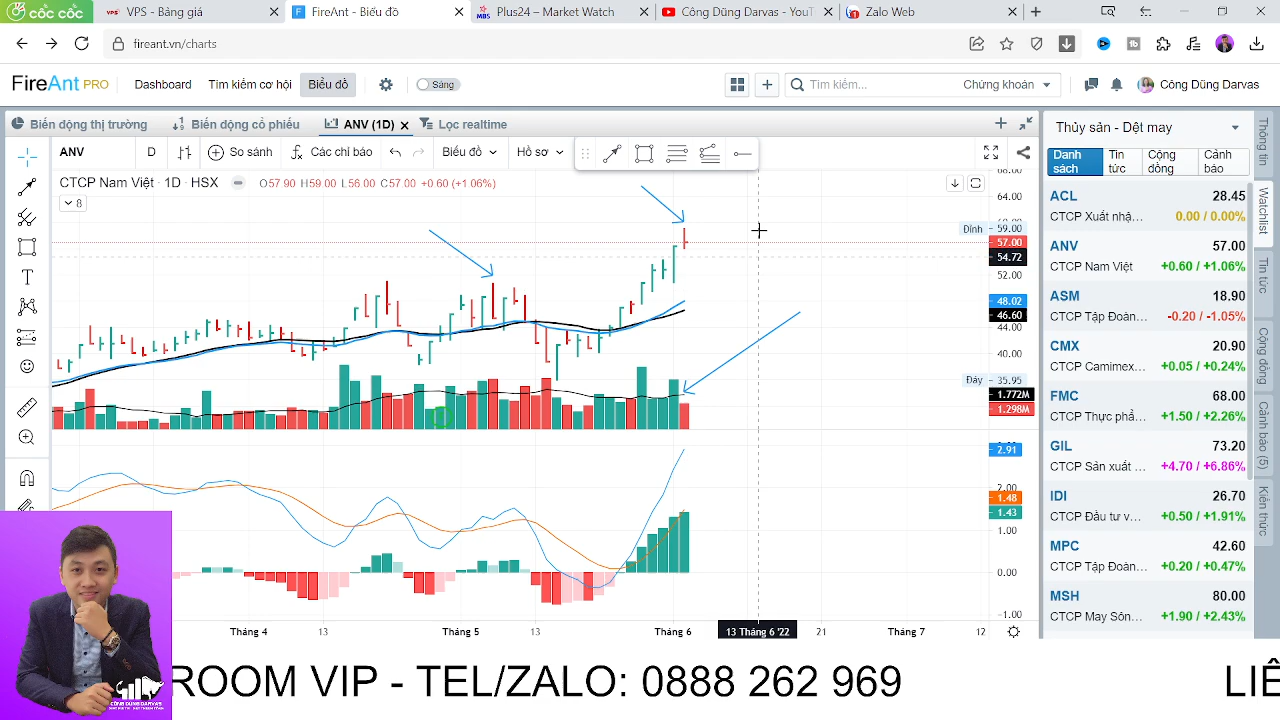 cốc cốc
VPS - Bảng giá
FireAnt - Biểu đồ
MBS
Plus24 – Market Watch
Công Dũng Darvas - YouT
Zalo Web
fireant.vn/charts
FireAnt PRO
Dashboard
Tìm kiếm cơ hội
Biểu đồ
Sáng
Tìm kiếm...
Chứng khoán
Công Dũng Darvas
Biến động thị trường
Biến động cổ phiếu
ANV (1D)
Lọc realtime
Thủy sản - Dệt may
ANV
D
So sánh
Các chỉ báo
Biểu đồ
Hồ sơ
Danh sách
Tin tức
Cộng đồng
Cảnh báo
CTCP Nam Việt · 1D · HSX
O57.90 H59.00 L56.00 C57.00 +0.60 (+1.06%)
8
68.00
64.00
Đỉnh
59.00
57.00
54.72
52.00
48.02
46.60
44.00
40.00
Đáy
35.95
1.772M
1.298M
2.91
2.00
1.48
1.43
1.00
0.00
−1.00
Tháng 4
13
Tháng 5
13
Tháng 6
13 Tháng 6 '22
21
Tháng 7
12
ACL
28.45
CTCP Xuất nhậ...
0.00 / 0.00%
ANV
57.00
CTCP Nam Việt
+0.60 / +1.06%
ASM
18.90
CTCP Tập Đoàn...
-0.20 / -1.05%
CMX
20.90
CTCP Camimex...
+0.05 / +0.24%
FMC
68.00
CTCP Thực phẩ...
+1.50 / +2.26%
GIL
73.20
CTCP Sản xuất ...
+4.70 / +6.86%
IDI
26.70
CTCP Đầu tư v...
+0.50 / +1.91%
MPC
42.60
CTCP Tập Đoàn...
+0.20 / +0.47%
MSH
80.00
CTCP May Sôn...
+1.90 / +2.43%
Thông tin
Watchlist
Tin tức
Cộng đồng
Cảnh báo (5)
Kiến thức
CÔNG DŨNG DARVAS
ROOM VIP - TEL/ZALO: 0888 262 969
LIÊ